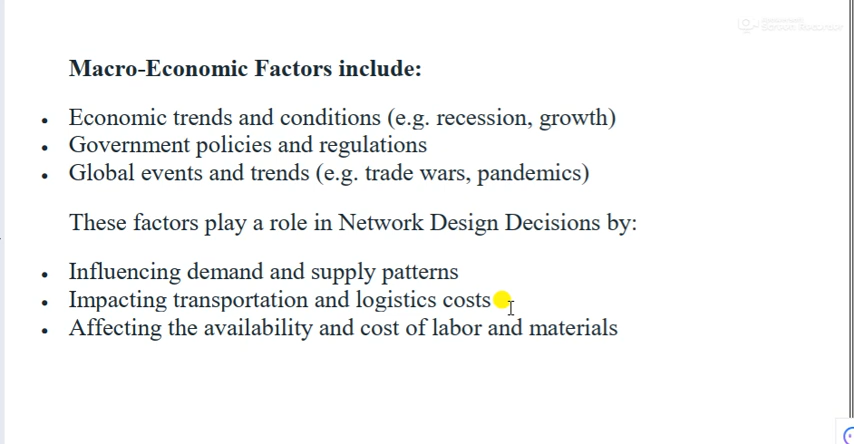 Macro-Economic Factors include:
Economic trends and conditions (e.g. recession, growth)
Government policies and regulations
Global events and trends (e.g. trade wars, pandemics)
These factors play a role in Network Design Decisions by:
Influencing demand and supply patterns
Impacting transportation and logistics costs
Affecting the availability and cost of labor and materials